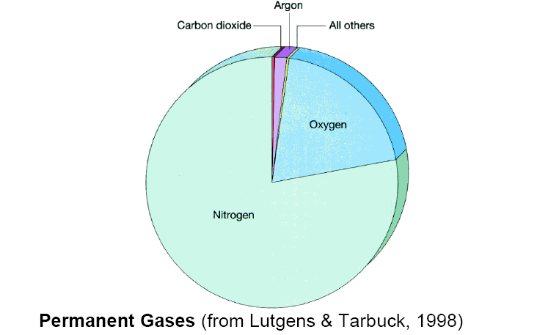 Argon
Carbon dioxide
All others
Oxygen
Nitrogen
Permanent Gases (from Lutgens & Tarbuck, 1998)